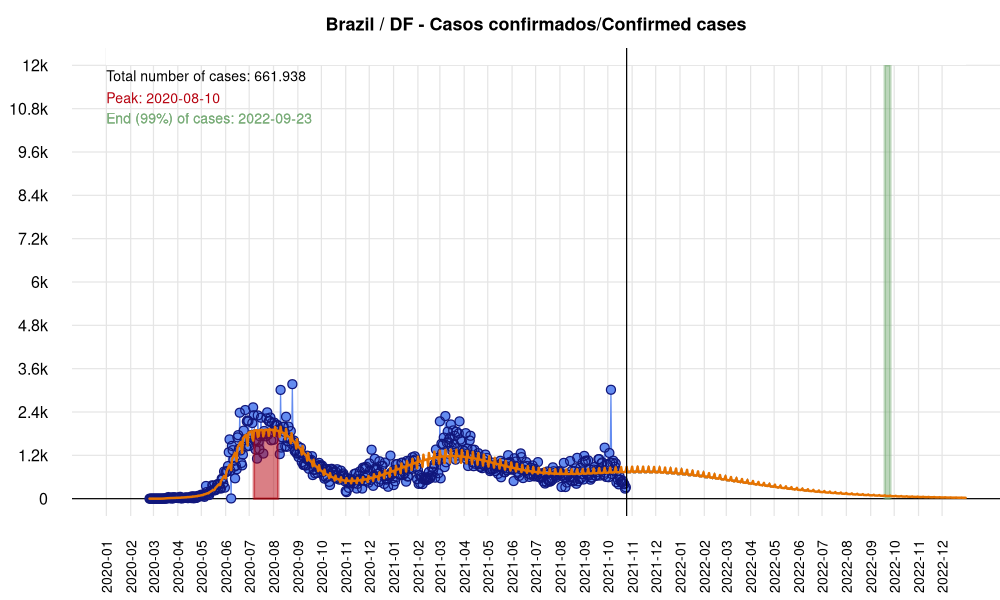 Brazil / DF - Casos confirmados/Confirmed cases
Total number of cases: 661.938
Peak: 2020-08-10
End (99%) of cases: 2022-09-23
12k
10.8k
9.6k
8.4k
7.2k
6k
4.8k
3.6k
2.4k
1.2k
0
2020-01
2020-02
2020-03
2020-04
2020-05
2020-06
2020-07
2020-08
2020-09
2020-10
2020-11
2020-12
2021-01
2021-02
2021-03
2021-04
2021-05
2021-06
2021-07
2021-08
2021-09
2021-10
2021-11
2021-12
2022-01
2022-02
2022-03
2022-04
2022-05
2022-06
2022-07
2022-08
2022-09
2022-10
2022-11
2022-12